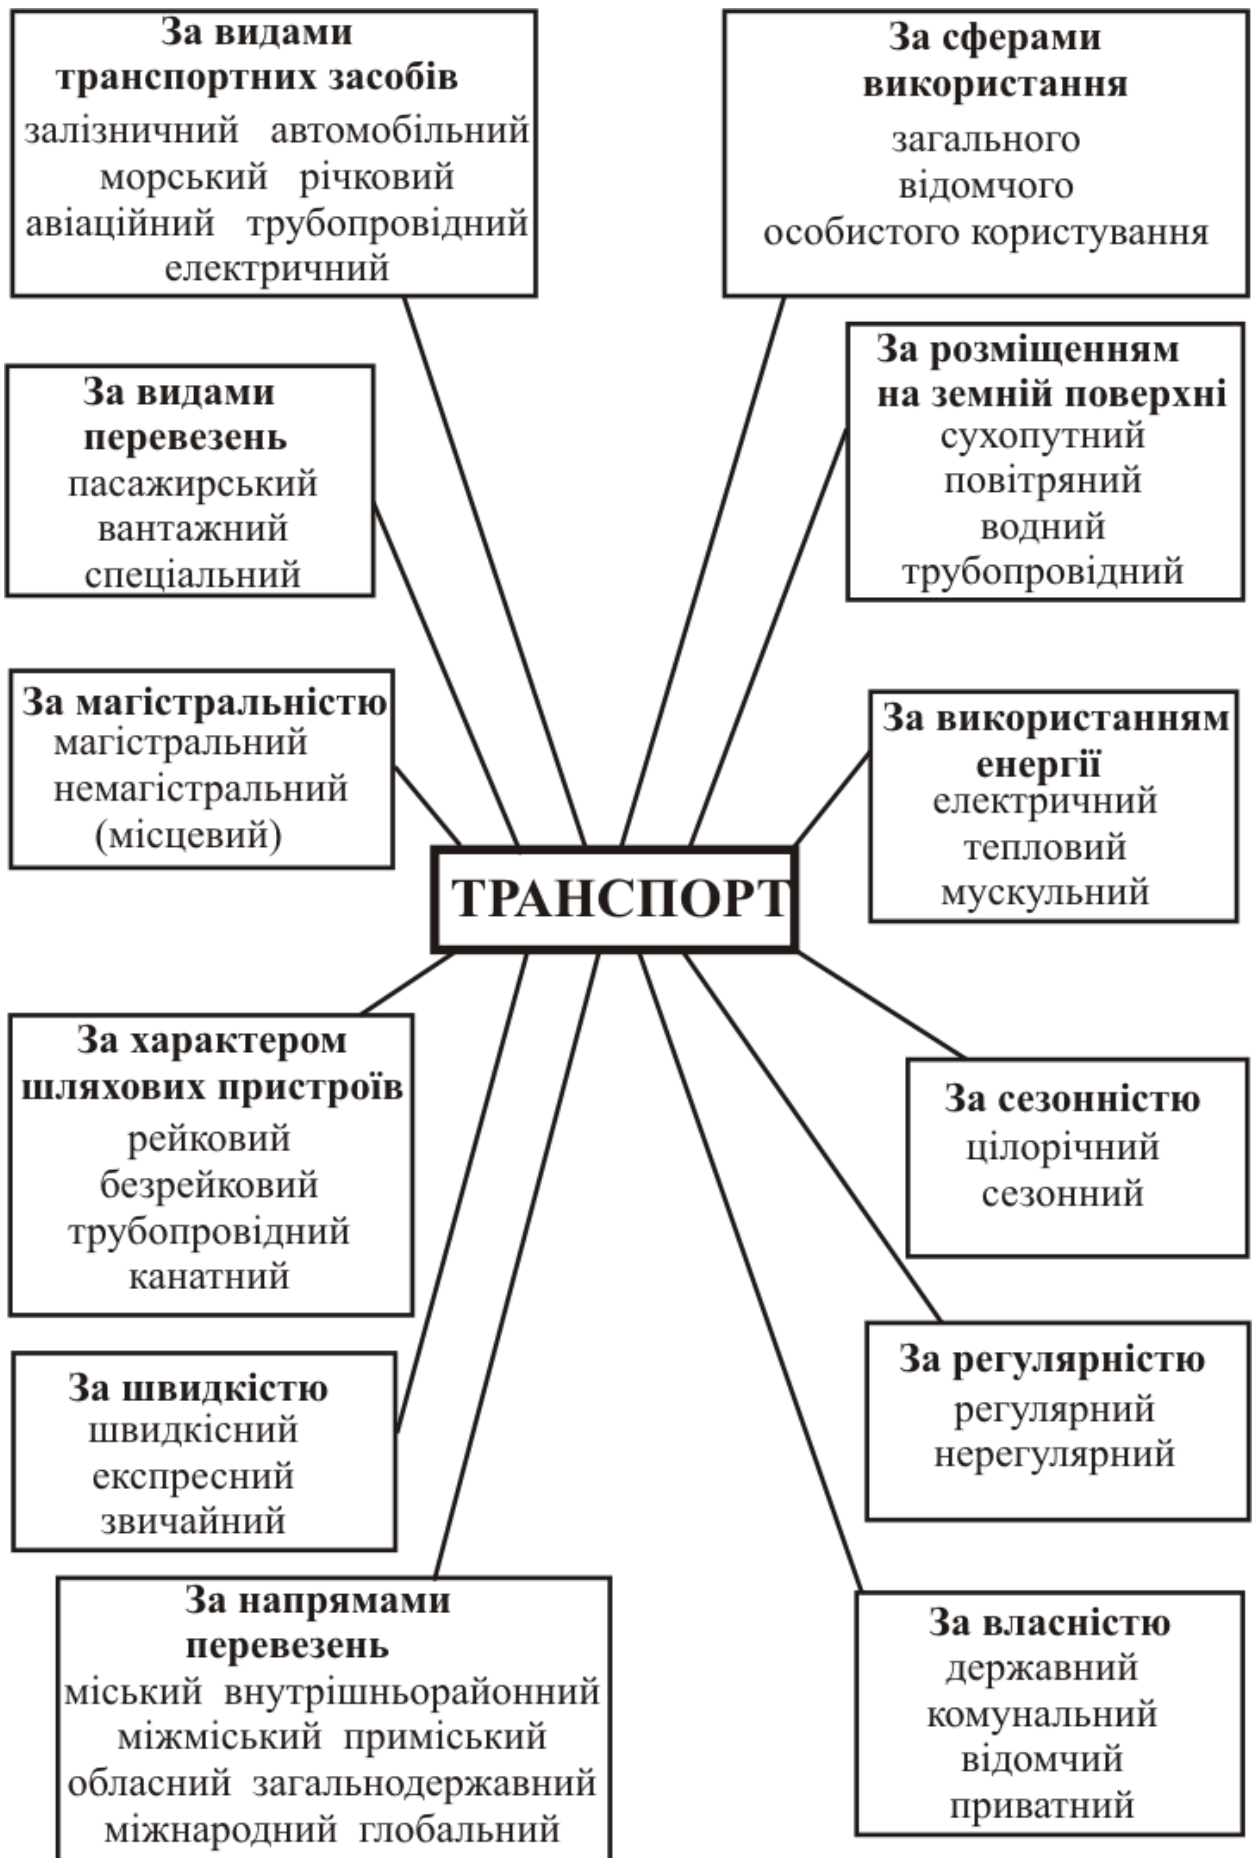 За видами
транспортних засобів
залізничний автомобільний
морський річковий
авіаційний трубопровідний
електричний
За сферами
використання
загального
відомчого
особистого користування
За видами
перевезень
пасажирський
вантажний
спеціальний
За розміщенням
на земній поверхні
сухопутний
повітряний
водний
трубопровідний
За магістральністю
магістральний
немагістральний
(місцевий)
За використанням
енергії
електричний
тепловий
мускульний
ТРАНСПОРТ
За характером
шляхових пристроїв
рейковий
безрейковий
трубопровідний
канатний
За сезонністю
цілорічний
сезонний
За швидкістю
швидкісний
експресний
звичайний
За регулярністю
регулярний
нерегулярний
За напрямами
перевезень
міський внутрішньорайонний
міжміський приміський
обласний загальнодержавний
міжнародний глобальний
За власністю
державний
комунальний
відомчий
приватний